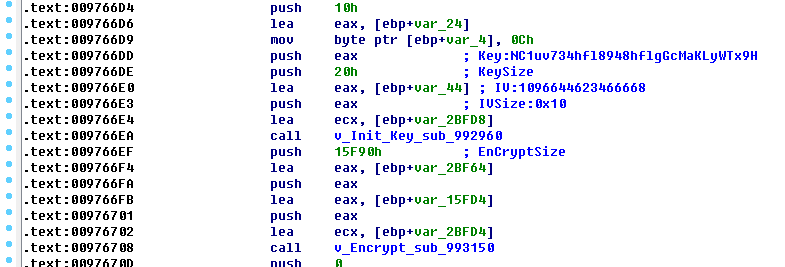 .text:009766D4 push 10h
.text:009766D6 lea eax, [ebp+var_24]
.text:009766D9 mov byte ptr [ebp+var_4], 0Ch
.text:009766DD push eax ; Key:NC1uv734hfl8948hflgGcMaKLyWTx9H
.text:009766DE push 20h ; KeySize
.text:009766E0 lea eax, [ebp+var_44] ; IV:1096644623466668
.text:009766E3 push eax ; IVSize:0x10
.text:009766E4 lea ecx, [ebp+var_2BFD8]
.text:009766EA call v_Init_Key_sub_992960
.text:009766EF push 15F90h ; EnCryptSize
.text:009766F4 lea eax, [ebp+var_2BF64]
.text:009766FA push eax
.text:009766FB lea eax, [ebp+var_15FD4]
.text:00976701 push eax
.text:00976702 lea ecx, [ebp+var_2BFD4]
.text:00976708 call v_Encrypt_sub_993150
.text:0097670D push 0